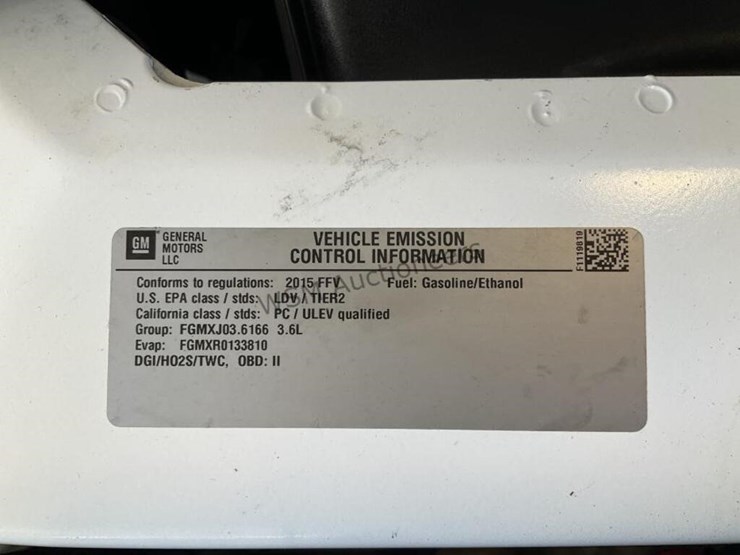 GM GENERAL MOTORS LLC
VEHICLE EMISSION
CONTROL INFORMATION
F1119819
Conforms to regulations: 2015 FFV Fuel: Gasoline/Ethanol
U.S. EPA class / stds: LDV / TIER2
California class / stds: PC / ULEV qualified
Group: FGMXJ03.6166 3.6L
Evap: FGMXR0133810
DGI/HO2S/TWC, OBD: II
WSM Auctioneers